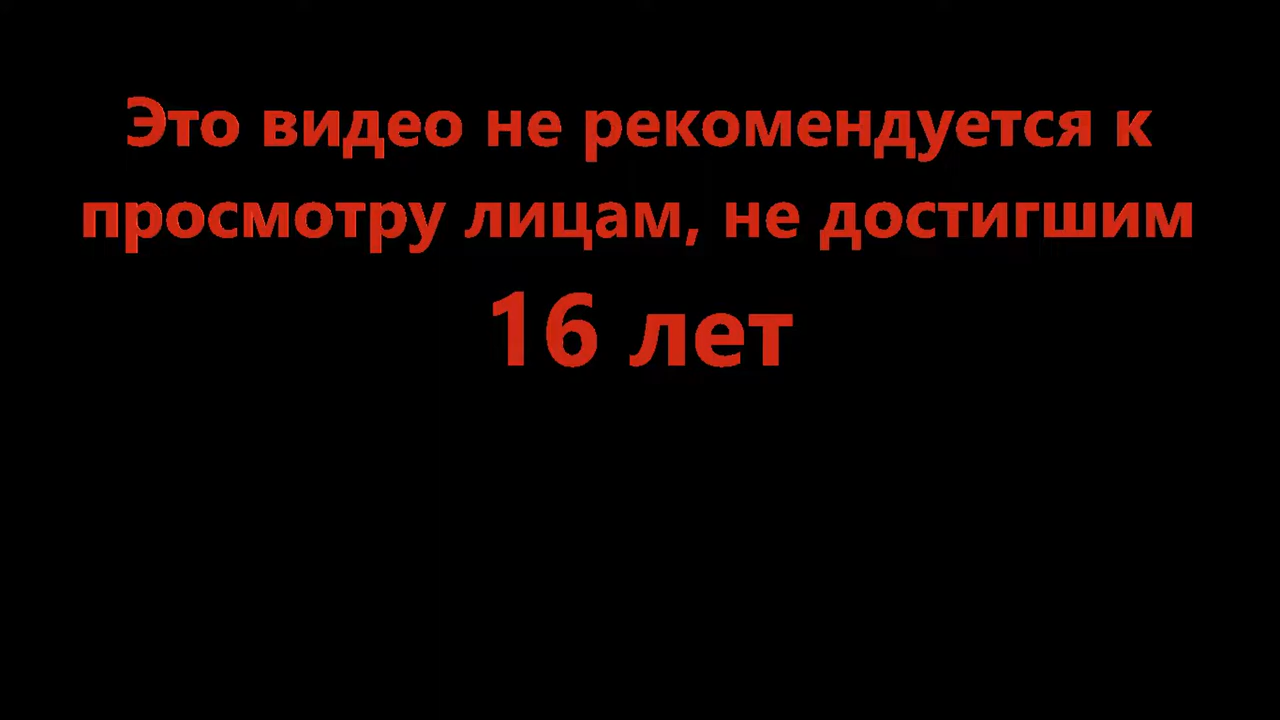 Это видео не рекомендуется к
просмотру лицам, не достигшим
16 лет